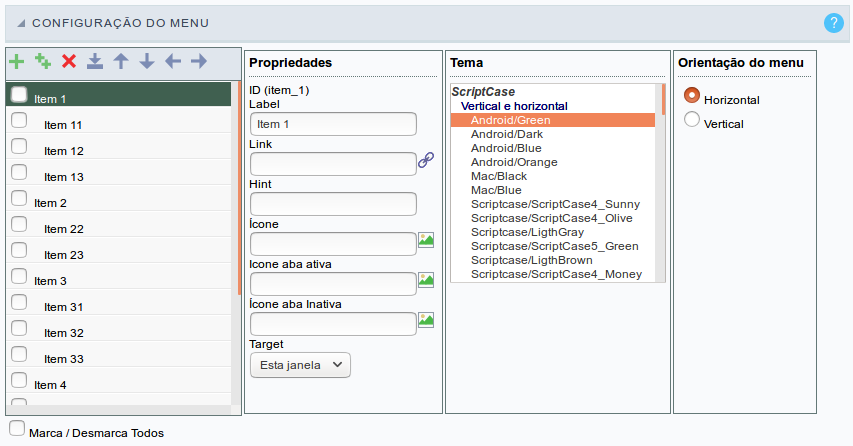 CONFIGURAÇÃO DO MENU
?
Item 1
Item 11
Item 12
Item 13
Item 2
Item 22
Item 23
Item 3
Item 31
Item 32
Item 33
Item 4
Marca / Desmarca Todos
Propriedades
ID (item_1)
Label
Item 1
Link
Hint
Ícone
Icone aba ativa
Ícone aba Inativa
Target
Esta janela
Tema
ScriptCase
Vertical e horizontal
Android/Green
Android/Dark
Android/Blue
Android/Orange
Mac/Black
Mac/Blue
Scriptcase/ScriptCase4_Sunny
Scriptcase/ScriptCase4_Olive
Scriptcase/LigthGray
Scriptcase/ScriptCase5_Green
Scriptcase/LigthBrown
Scriptcase/ScriptCase4_Money
Orientação do menu
Horizontal
Vertical